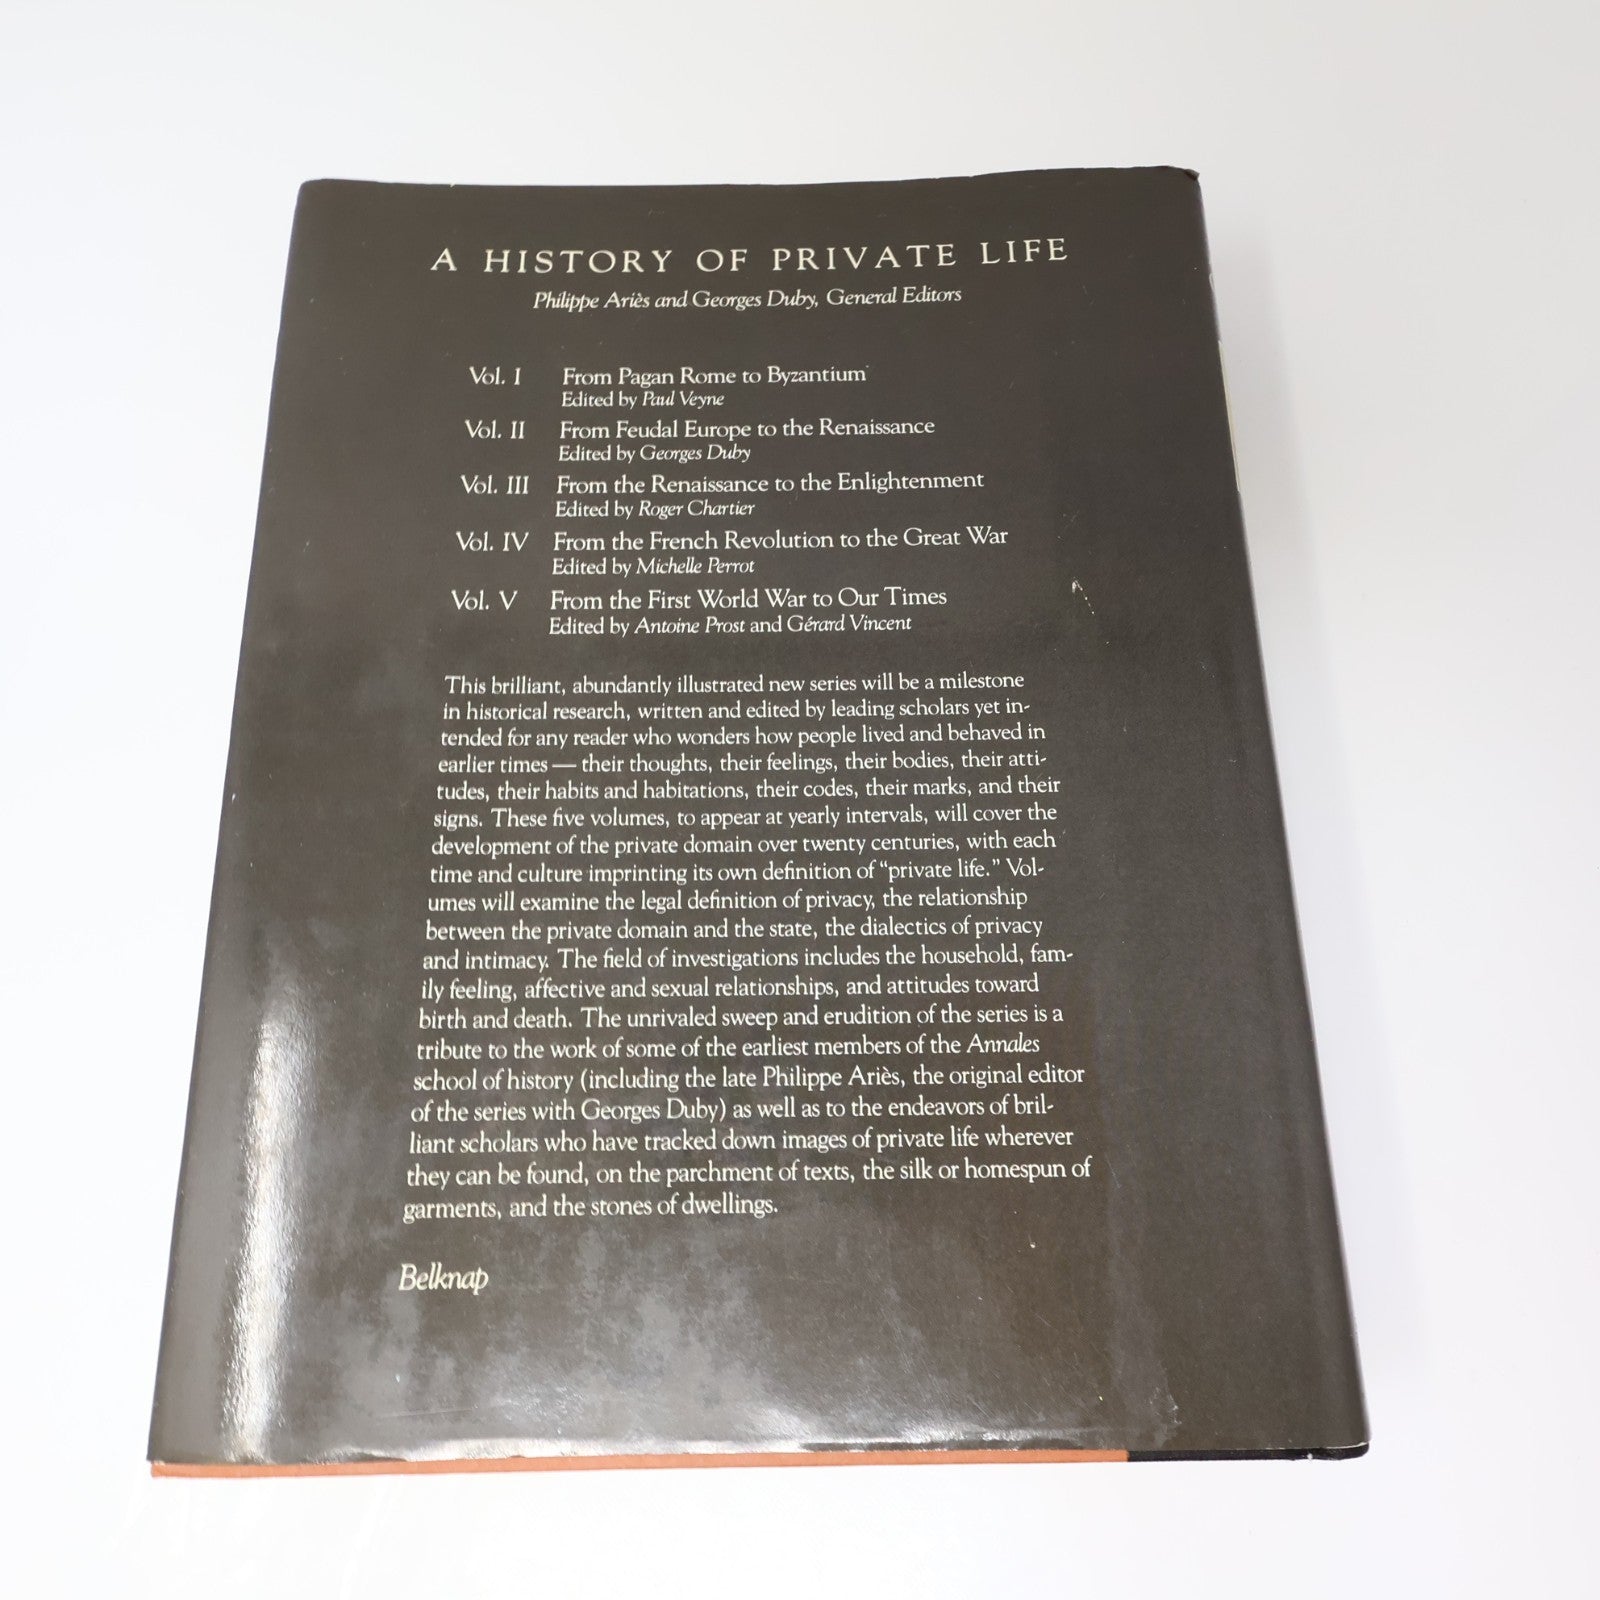 A HISTORY OF PRIVATE LIFE
Philippe Ariès and Georges Duby, General Editors
Vol. I From Pagan Rome to Byzantium
Edited by Paul Veyne
Vol. II From Feudal Europe to the Renaissance
Edited by Georges Duby
Vol. III From the Renaissance to the Enlightenment
Edited by Roger Chartier
Vol. IV From the French Revolution to the Great War
Edited by Michelle Perrot
Vol. V From the First World War to Our Times
Edited by Antoine Prost and Gérard Vincent
This brilliant, abundantly illustrated new series will be a milestone
in historical research, written and edited by leading scholars yet in-
tended for any reader who wonders how people lived and behaved in
earlier times — their thoughts, their feelings, their bodies, their atti-
tudes, their habits and habitations, their codes, their marks, and their
signs. These five volumes, to appear at yearly intervals, will cover the
development of the private domain over twenty centuries, with each
time and culture imprinting its own definition of “private life.” Vol-
umes will examine the legal definition of privacy, the relationship
between the private domain and the state, the dialectics of privacy
and intimacy. The field of investigations includes the household, fam-
ily feeling, affective and sexual relationships, and attitudes toward
birth and death. The unrivaled sweep and erudition of the series is a
tribute to the work of some of the earliest members of the Annales
school of history (including the late Philippe Ariès, the original editor
of the series with Georges Duby) as well as to the endeavors of bril-
liant scholars who have tracked down images of private life wherever
they can be found, on the parchment of texts, the silk or homespun of
garments, and the stones of dwellings.
Belknap